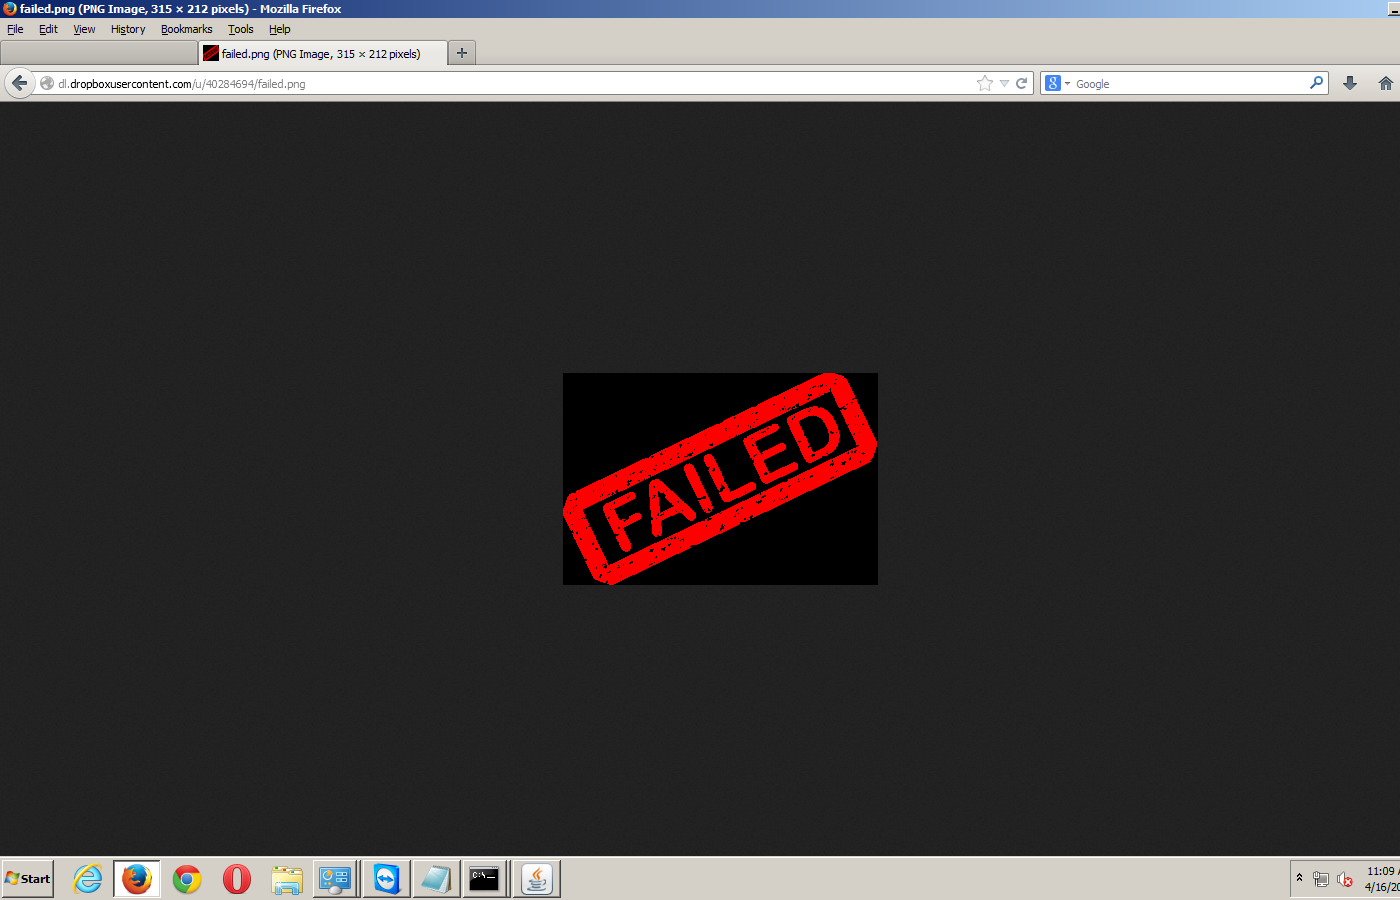 failed.png (PNG Image, 315 × 212 pixels) - Mozilla Firefox
File Edit View History Bookmarks Tools Help
failed.png (PNG Image, 315 × 212 pixels)
dl.dropboxusercontent.com/u/40284694/failed.png
Google
FAILED
C:\
Start
11:09
4/16/20